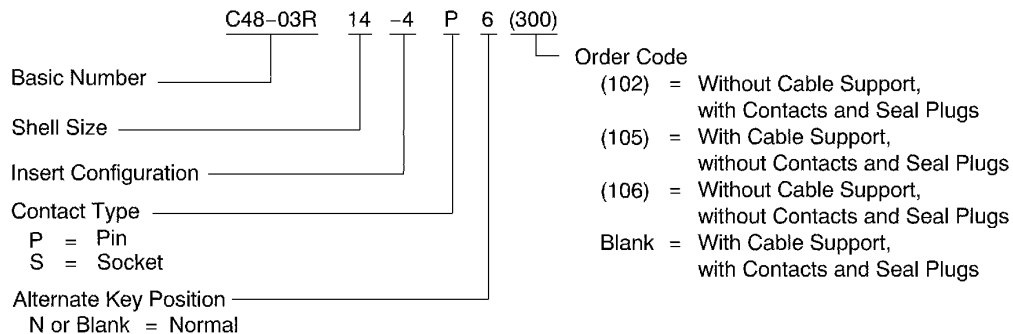 C48–03R 14 –4 P 6 (300)
Basic Number
Shell Size
Insert Configuration
Contact Type
P = Pin
S = Socket
Alternate Key Position
N or Blank = Normal
Order Code
(102) = Without Cable Support,
with Contacts and Seal Plugs
(105) = With Cable Support,
without Contacts and Seal Plugs
(106) = Without Cable Support,
without Contacts and Seal Plugs
Blank = With Cable Support,
with Contacts and Seal Plugs